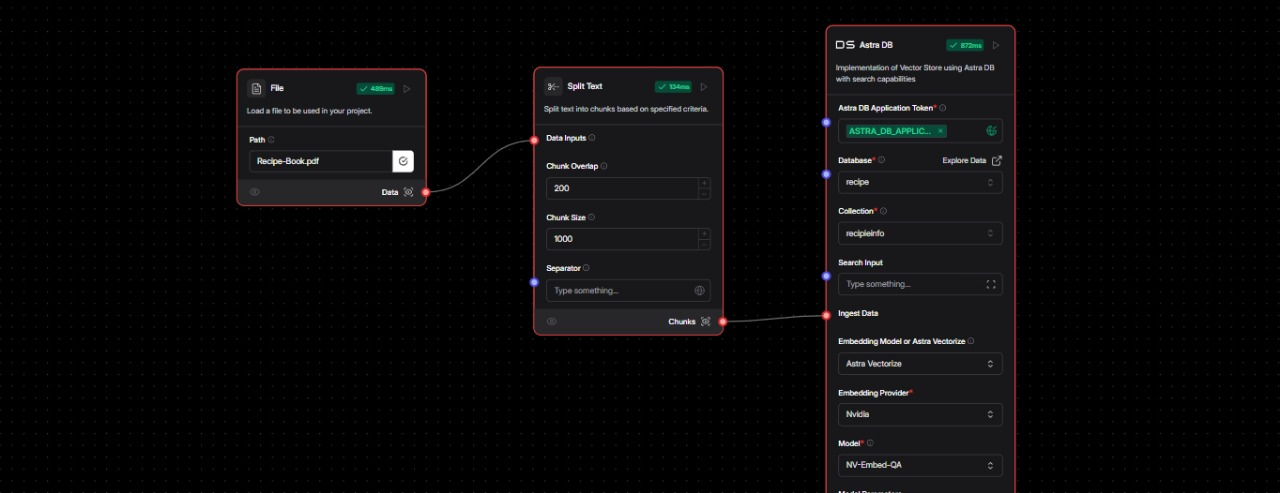 File
489ms
Load a file to be used in your project.
Path
Recipe-Book.pdf
Data
Split Text
134ms
Split text into chunks based on specified criteria.
Data Inputs
Chunk Overlap
200
Chunk Size
1000
Separator
Type something...
Chunks
DS Astra DB
872ms
Implementation of Vector Store using Astra DB
with search capabilities
Astra DB Application Token*
ASTRA_DB_APPLIC... ×
Database*
Explore Data
recipe
Collection*
recipieinfo
Search Input
Type something...
Ingest Data
Embedding Model or Astra Vectorize
Astra Vectorize
Embedding Provider*
Nvidia
Model*
NV-Embed-QA
Model Parameters